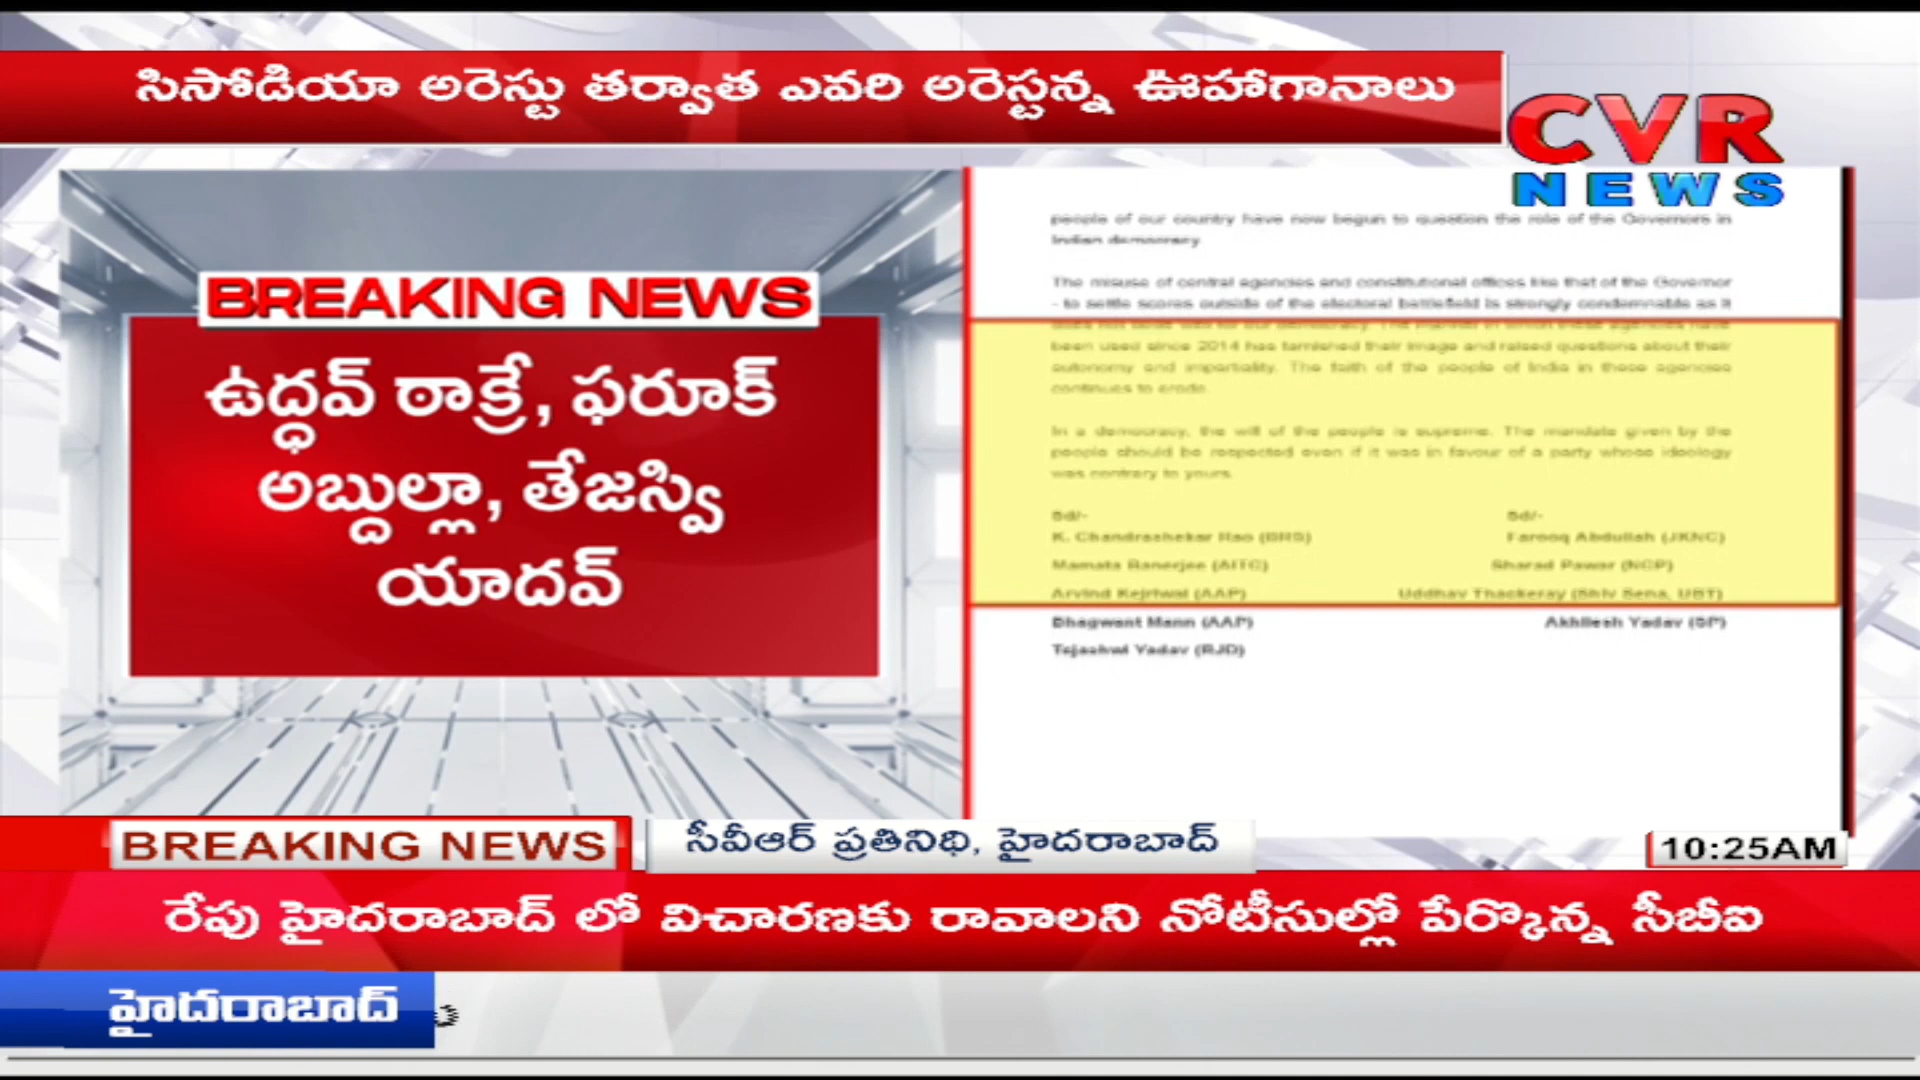 సిసోడియా అరెస్టు తర్వాత ఎవరి అరెస్టన్న ఊహాగానాలు
CVR
NEWS
BREAKING NEWS
ఉద్ధవ్ ఠాక్రే, ఫరూక్
అబ్దుల్లా, తేజస్వి
యాదవ్
people of our country have now begun to question the role of the Governors in
Indian democracy
The misuse of central agencies and constitutional offices like that of the Governor
- to settle scores outside of the electoral battlefield is strongly condemnable as it
been used since 2014 has tarnished their image and raised questions about their
autonomy and impartiality. The faith of the people of India in these agencies
continues to erode.
In a democracy, the will of the people is supreme. The mandate given by the
people should be respected even if it was in favour of a party whose ideology
was contrary to yours.
Sd/- Sd/-
K. Chandrashekar Rao (BRS) Farooq Abdullah (JKNC)
Mamata Banerjee (AITC) Sharad Pawar (NCP)
Arvind Kejriwal (AAP) Uddhav Thackeray (Shiv Sena, UBT)
Bhagwant Mann (AAP) Akhilesh Yadav (SP)
Tejashwi Yadav (RJD)
BREAKING NEWS సీవీఆర్ ప్రతినిధి, హైదరాబాద్ 10:25AM
రేపు హైదరాబాద్ లో విచారణకు రావాలని నోటీసుల్లో పేర్కొన్న సీబీఐ
హైదరాబాద్